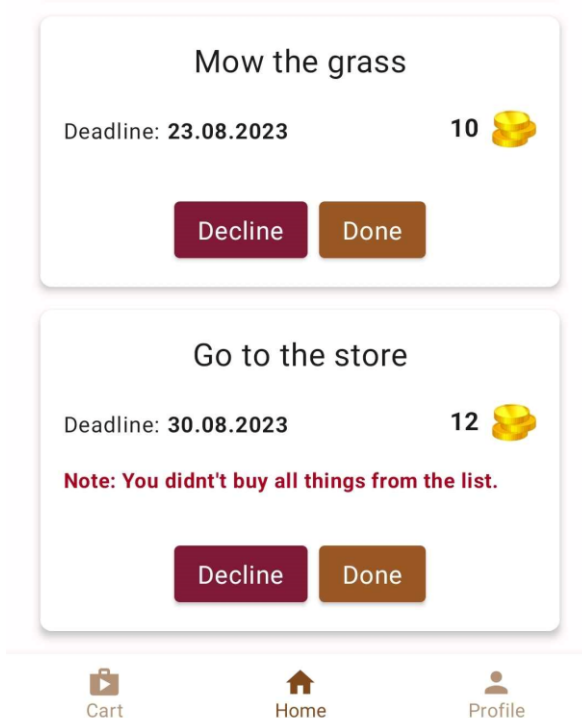 Mow the grass
Deadline: 23.08.2023
10
Decline
Done
Go to the store
Deadline: 30.08.2023
12
Note: You didnt't buy all things from the list.
Decline
Done
Cart
Home
Profile